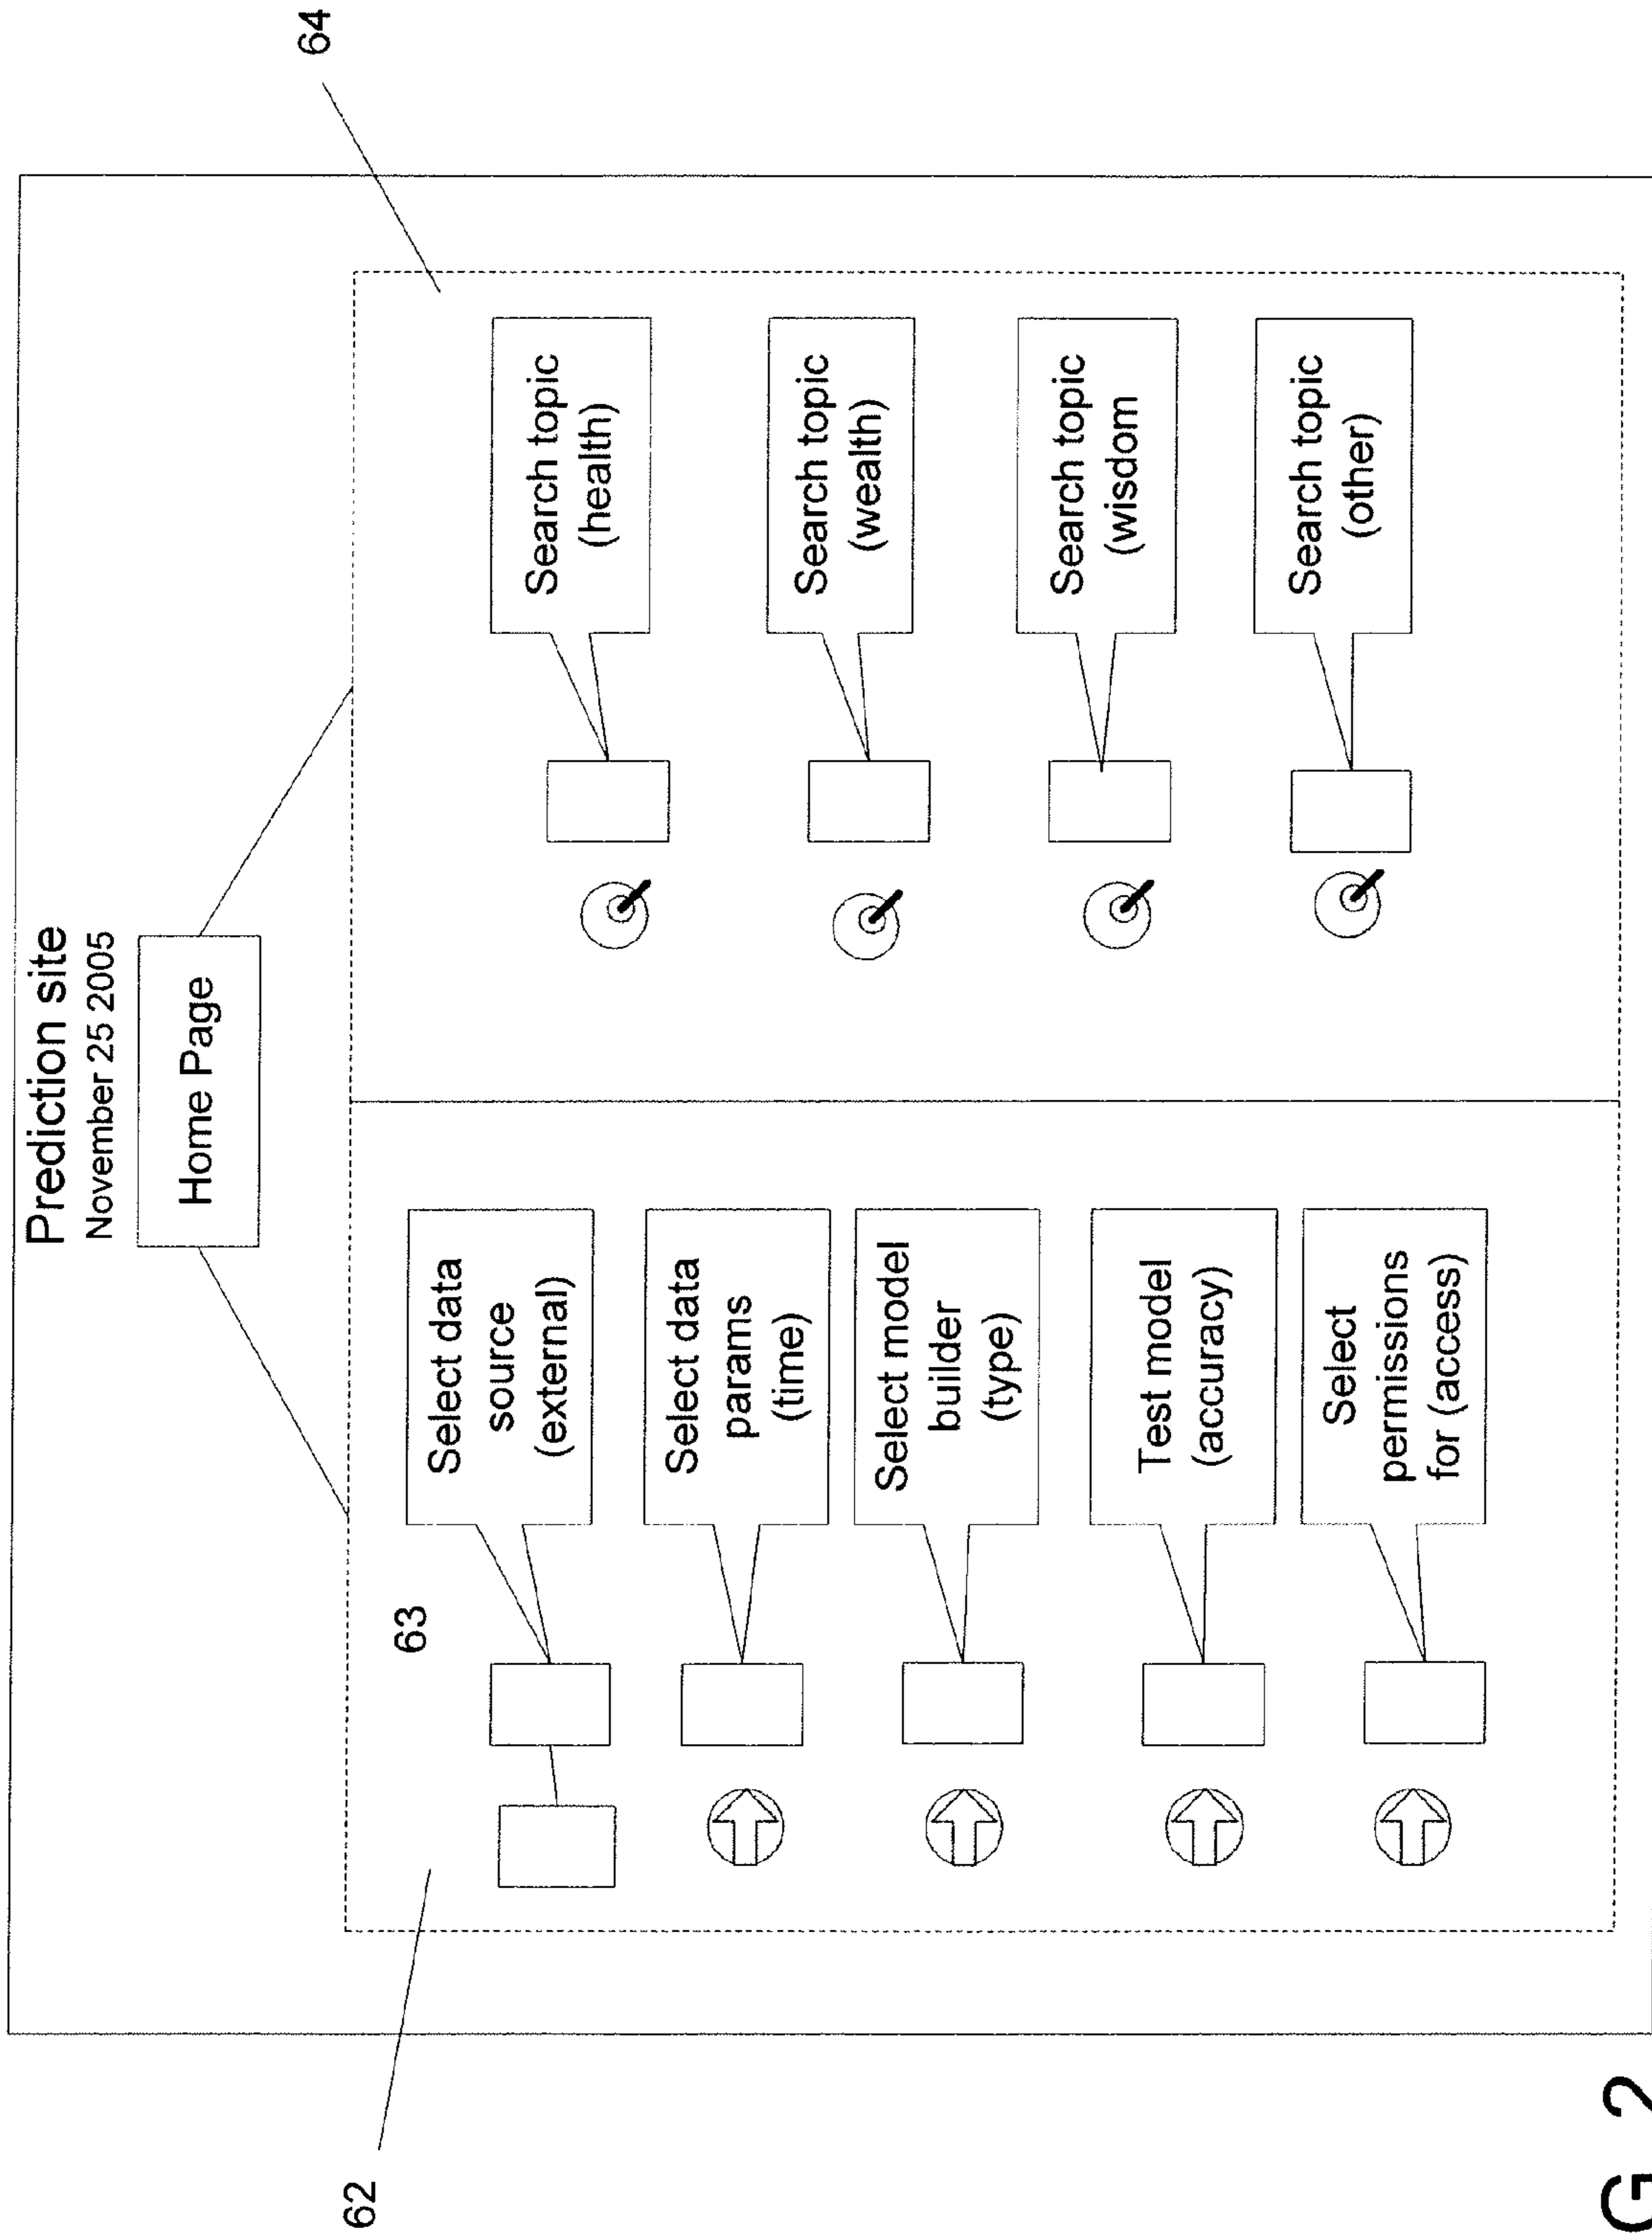 Prediction site
November 25 2005
Home Page
62
63
64
Select data
source
(external)
Select data
params
(time)
Select model
builder
(type)
Test model
(accuracy)
Select
permissions
for (access)
Search topic
(health)
Search topic
(wealth)
Search topic
(wisdom
Search topic
(other)
G 2